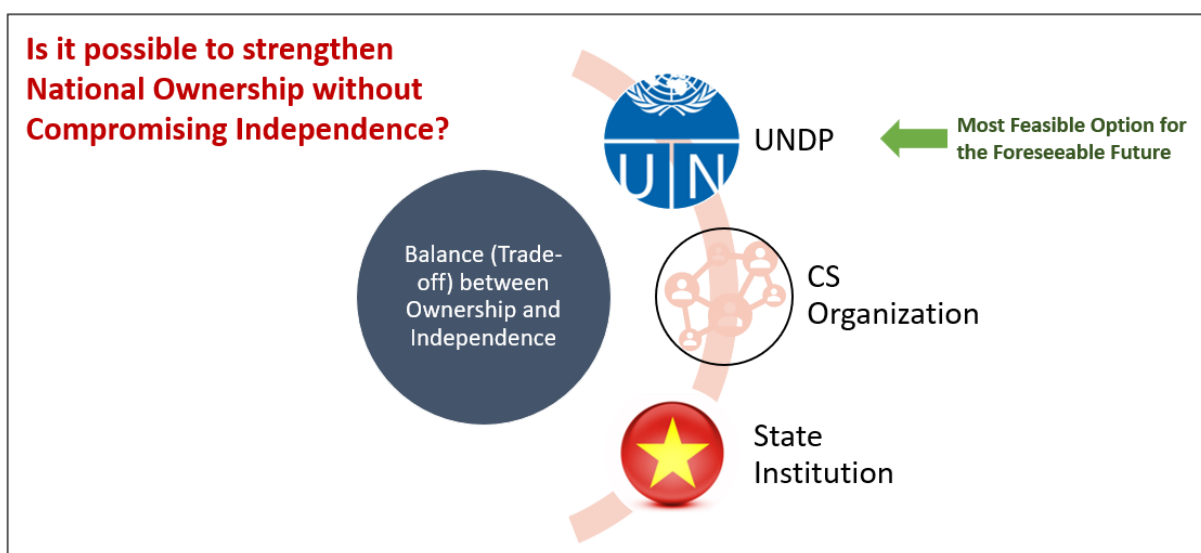 Is it possible to strengthen
National Ownership without
Compromising Independence?
U N
UNDP
Most Feasible Option for
the Foreseeable Future
Balance (Trade-
off) between
Ownership and
Independence
CS
Organization
State
Institution